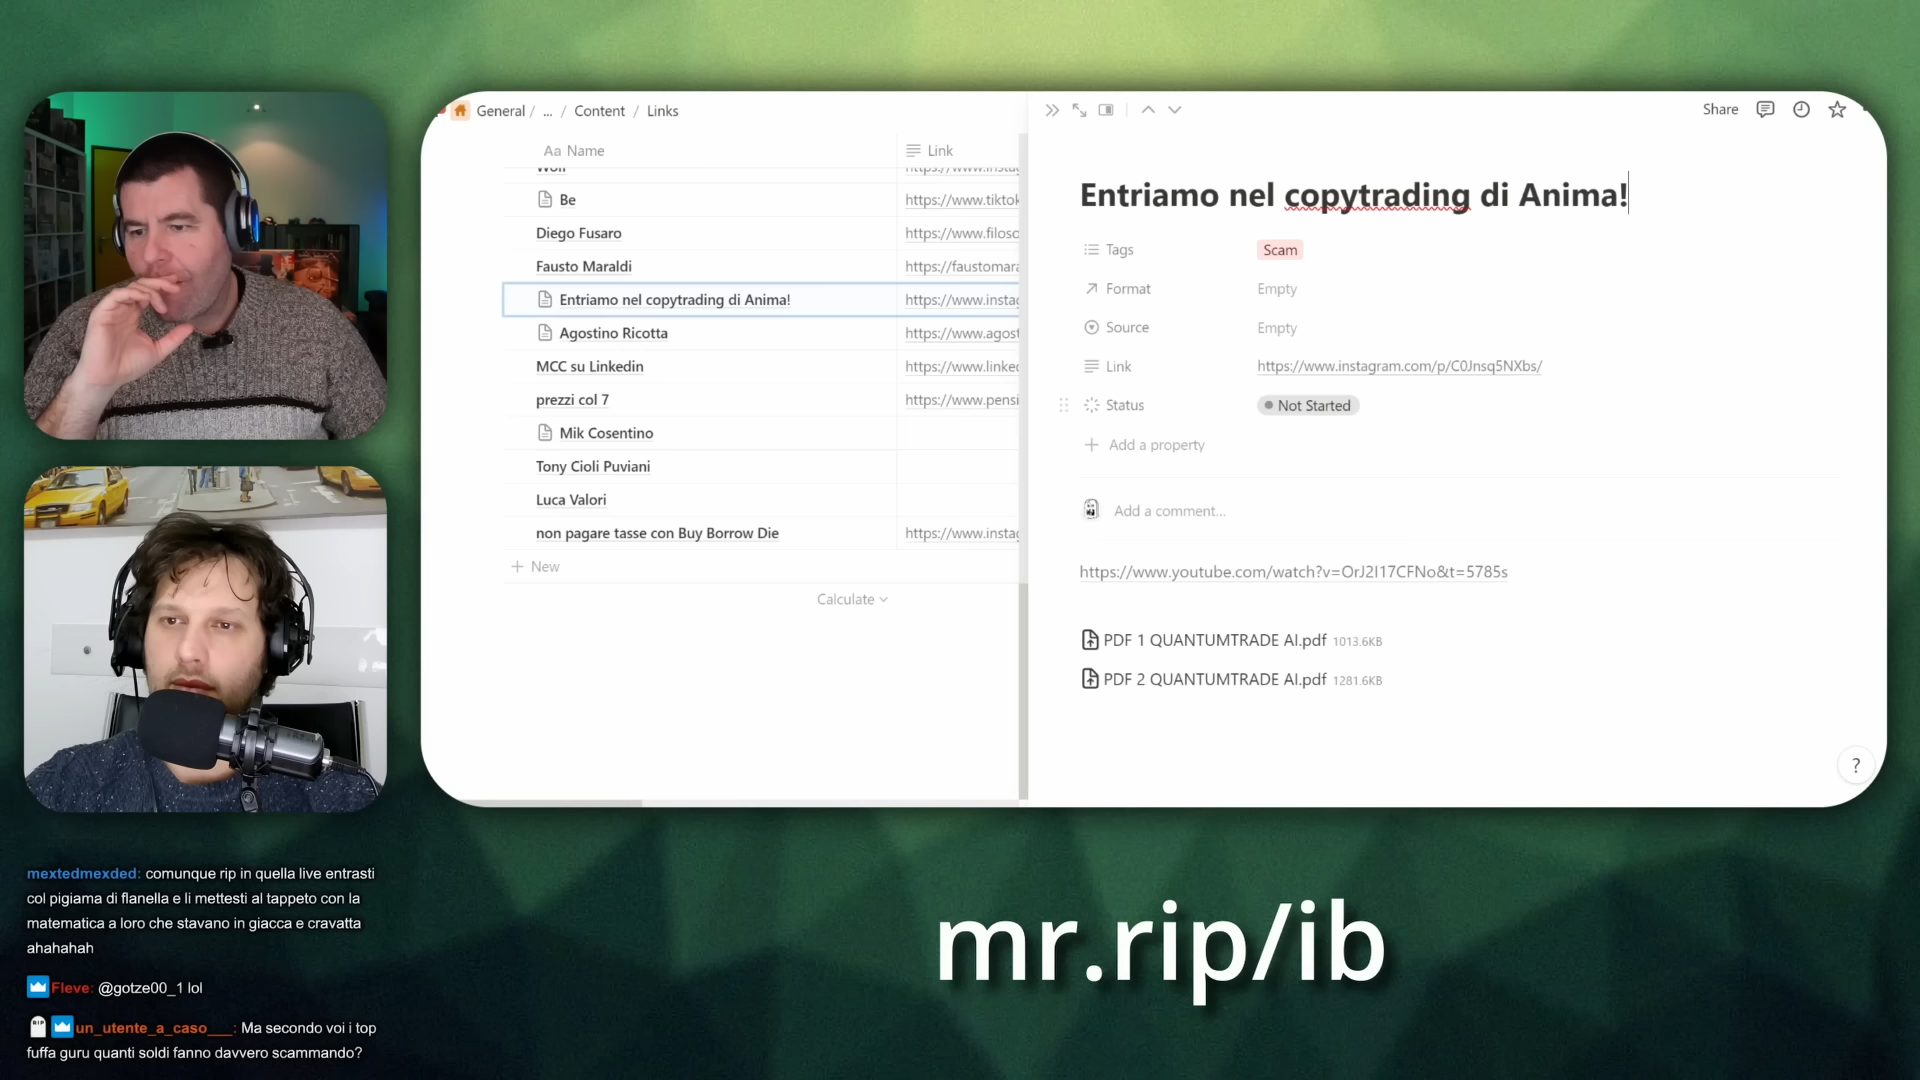 General / ... / Content / Links
Aa Name
Link
Be
https://www.tiktok
Diego Fusaro
https://www.filoso
Fausto Maraldi
https://faustomara
Entriamo nel copytrading di Anima!
https://www.instag
Agostino Ricotta
https://www.agost
MCC su Linkedin
https://www.linked
prezzi col 7
https://www.pensi
Mik Cosentino
Tony Cioli Puviani
Luca Valori
non pagare tasse con Buy Borrow Die
https://www.instag
New
Calculate
Share
Entriamo nel copytrading di Anima!
Tags Scam
Format Empty
Source Empty
Link https://www.instagram.com/p/C0Jnsq5NXbs/
Status Not Started
Add a property
Add a comment...
https://www.youtube.com/watch?v=OrJ2I17CFNo&t=5785s
PDF 1 QUANTUMTRADE AI.pdf 1013.6KB
PDF 2 QUANTUMTRADE AI.pdf 1281.6KB
?
mextedmexded: comunque rip in quella live entrasti
col pigiama di flanella e li mettesti al tappeto con la
matematica a loro che stavano in giacca e cravatta
ahahahah
Fleve: @gotze00_1 lol
un_utente_a_caso___: Ma secondo voi i top
fuffa guru quanti soldi fanno davvero scammando?
mr.rip/ib